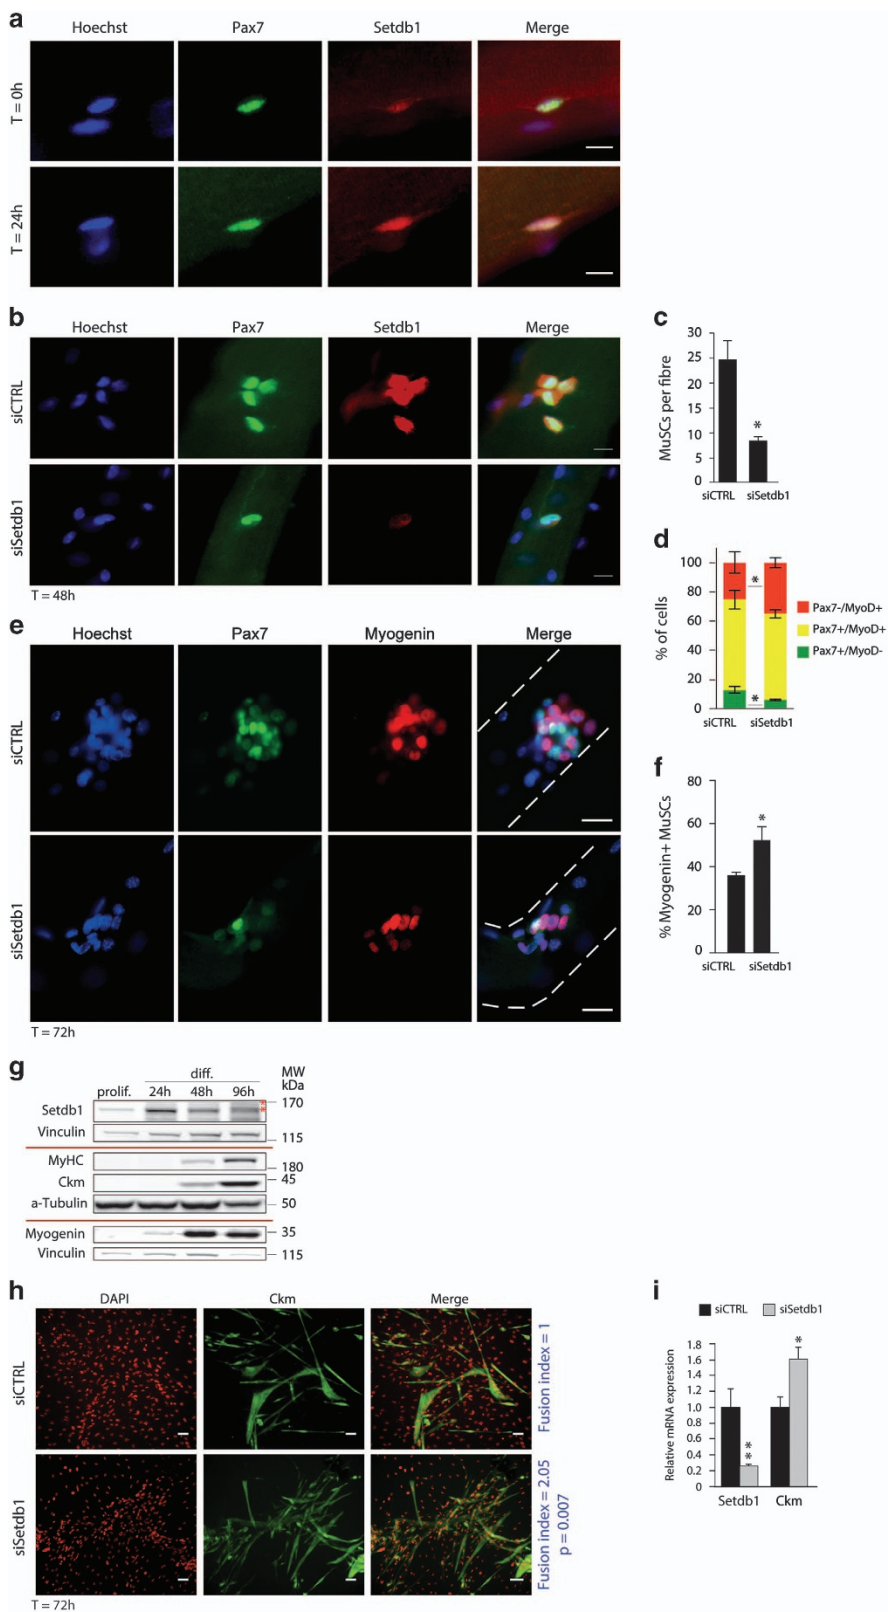 a
Hoechst Pax7 Setdb1 Merge
T = 0h
T = 24h
b
Hoechst Pax7 Setdb1 Merge
siCTRL
siSetdb1
T = 48h
c
30
25
20
15
10
5
0
MuSCs per fibre
*
siCTRL siSetdb1
d
100
80
60
40
20
0
% of cells
*
*
siCTRL siSetdb1
Pax7-/MyoD+
Pax7+/MyoD+
Pax7+/MyoD-
e
Hoechst Pax7 Myogenin Merge
siCTRL
siSetdb1
T = 72h
f
80
60
40
20
0
% Myogenin+ MuSCs
*
siCTRL siSetdb1
g
diff. MW
prolif. 24h 48h 96h kDa
Setdb1 170
Vinculin 115
MyHC 180
Ckm 45
a-Tubulin 50
Myogenin 35
Vinculin 115
h
DAPI Ckm Merge
siCTRL
Fusion index = 1
siSetdb1
Fusion index = 2.05
p = 0.007
T = 72h
i
siCTRL siSetdb1
1.8
1.6
1.4
1.2
1.0
0.8
0.6
0.4
0.2
0
Relative mRNA expression
**
*
Setdb1 Ckm